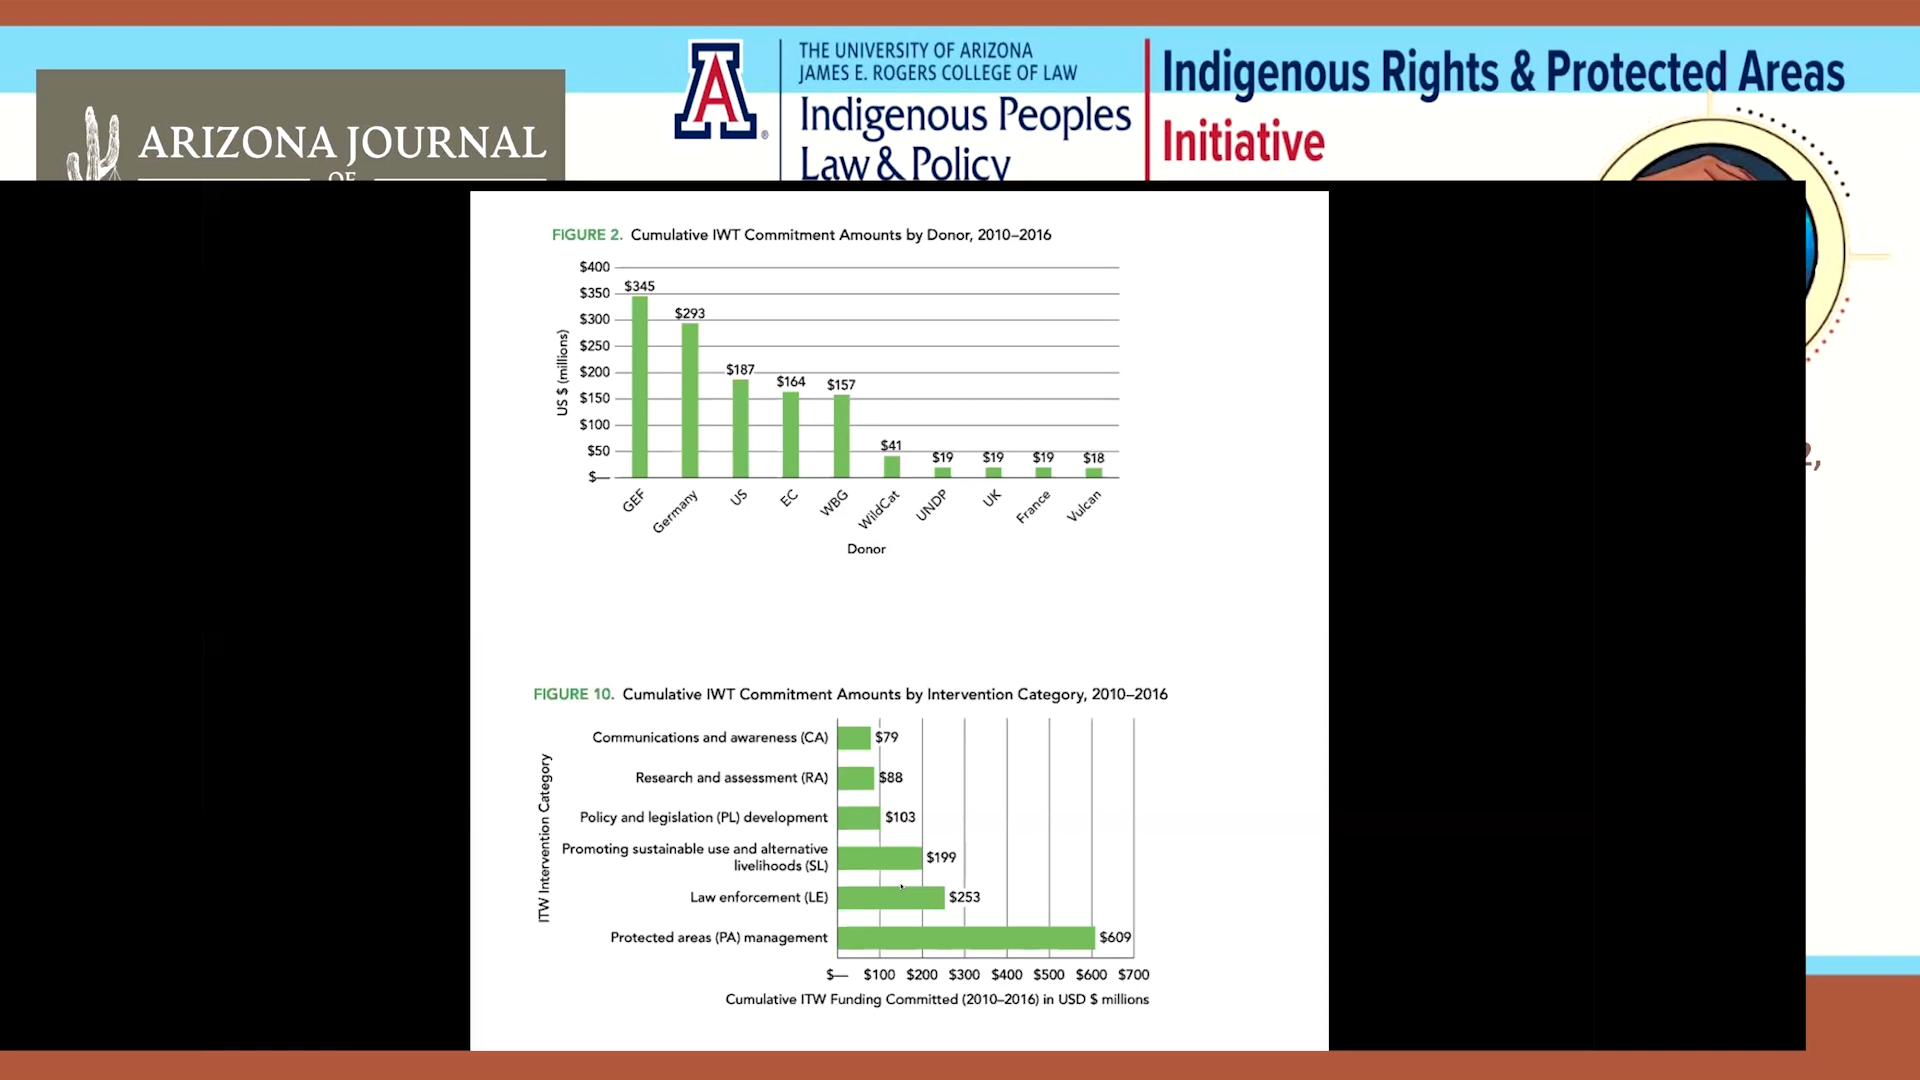 THE UNIVERSITY OF ARIZONA
JAMES E. ROGERS COLLEGE OF LAW
Indigenous Peoples
Law & Policy
Indigenous Rights & Protected Areas
Initiative
ARIZONA JOURNAL
OF
FIGURE 2. Cumulative IWT Commitment Amounts by Donor, 2010–2016
US $ (millions)
$400
$350
$300
$250
$200
$150
$100
$50
$—
$345
$293
$187
$164
$157
$41
$19
$19
$19
$18
GEF
Germany
US
EC
WBG
WildCat
UNDP
UK
France
Vulcan
Donor
FIGURE 10. Cumulative IWT Commitment Amounts by Intervention Category, 2010–2016
ITW Intervention Category
Communications and awareness (CA)
$79
Research and assessment (RA)
$88
Policy and legislation (PL) development
$103
Promoting sustainable use and alternative
livelihoods (SL)
$199
Law enforcement (LE)
$253
Protected areas (PA) management
$609
$— $100 $200 $300 $400 $500 $600 $700
Cumulative ITW Funding Committed (2010–2016) in USD $ millions